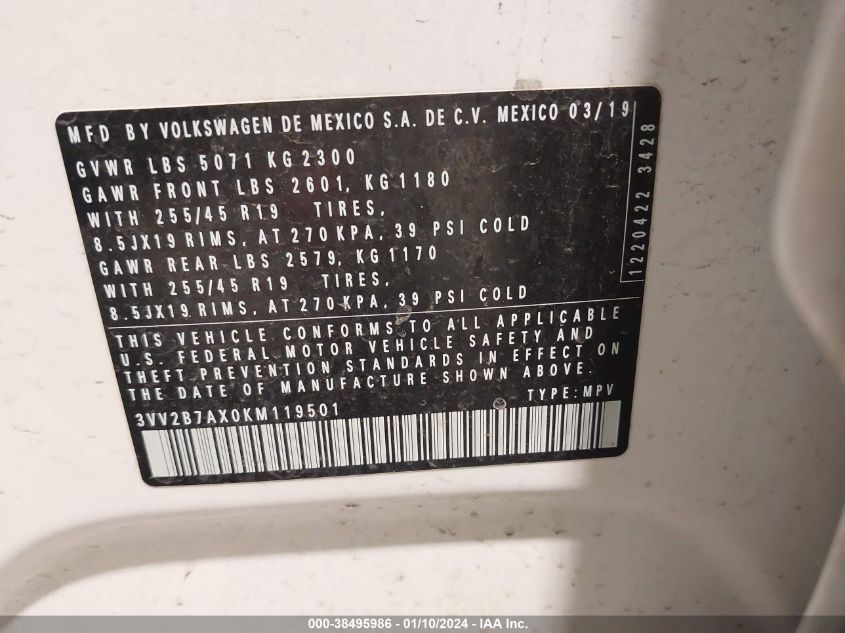 MFD BY VOLKSWAGEN DE MEXICO S.A. DE C.V. MEXICO 03/19
GVWR LBS 5071 KG 2300
GAWR FRONT LBS 2601, KG 1180
WITH 255/45 R19 TIRES,
8.5JX19 RIMS, AT 270 KPA, 39 PSI COLD
GAWR REAR LBS 2579, KG 1170
WITH 255/45 R19 TIRES,
8.5JX19 RIMS, AT 270 KPA, 39 PSI COLD
THIS VEHICLE CONFORMS TO ALL APPLICABLE
U.S. FEDERAL MOTOR VEHICLE SAFETY AND
THEFT PREVENTION STANDARDS IN EFFECT ON
THE DATE OF MANUFACTURE SHOWN ABOVE.
3VV2B7AX0KM119501 TYPE: MPV
1220422 3428
000-38495986 - 01/10/2024 - IAA Inc.